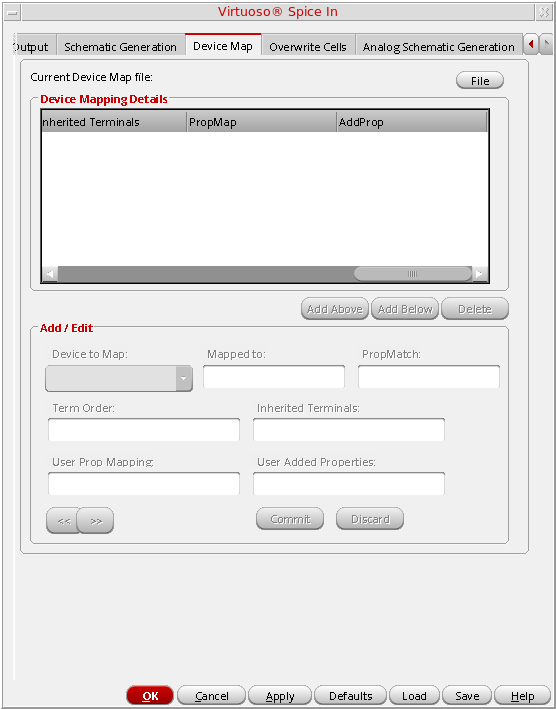 Virtuoso® Spice In
Output Schematic Generation Device Map Overwrite Cells Analog Schematic Generation
Current Device Map file: File
Device Mapping Details
nherited Terminals PropMap AddProp
Add Above Add Below Delete
Add / Edit
Device to Map: Mapped to: PropMatch:
Term Order: Inherited Terminals:
User Prop Mapping: User Added Properties:
<< >> Commit Discard
OK Cancel Apply Defaults Load Save Help